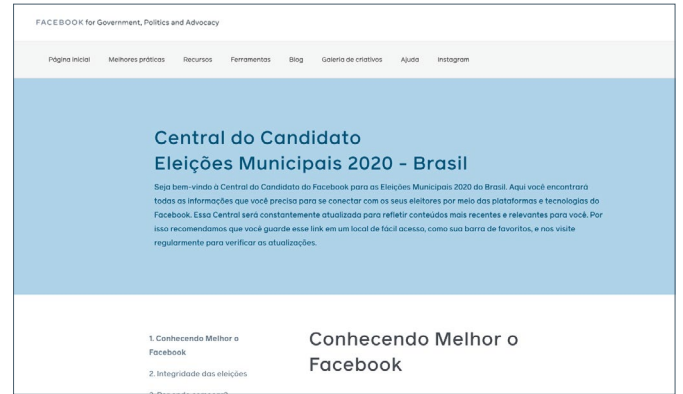 FACEBOOK for Government, Politics and Advocacy
Página Inicial Melhores práticas Recursos Ferramentas Blog Galeria de criativos Ajuda Instagram
Central do Candidato
Eleições Municipais 2020 - Brasil
Seja bem-vindo à Central do Candidato do Facebook para as Eleições Municipais 2020 do Brasil. Aqui você encontrará
todas as informações que você precisa para se conectar com os seus eleitores por meio das plataformas e tecnologias do
Facebook. Essa Central será constantemente atualizada para refletir conteúdos mais recentes e relevantes para você. Por
isso recomendamos que você guarde esse link em um local de fácil acesso, como sua barra de favoritos, e nos visite
regularmente para verificar as atualizações.
1. Conhecendo Melhor o
Facebook
2. Integridade das eleições
Conhecendo Melhor o
Facebook